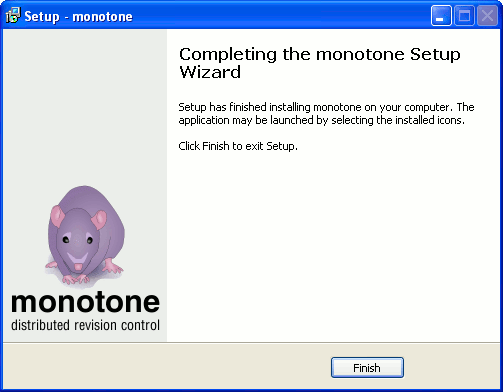 Setup - monotone
Completing the monotone Setup
Wizard
Setup has finished installing monotone on your computer. The
application may be launched by selecting the installed icons.
Click Finish to exit Setup.
monotone
distributed revision control
Finish